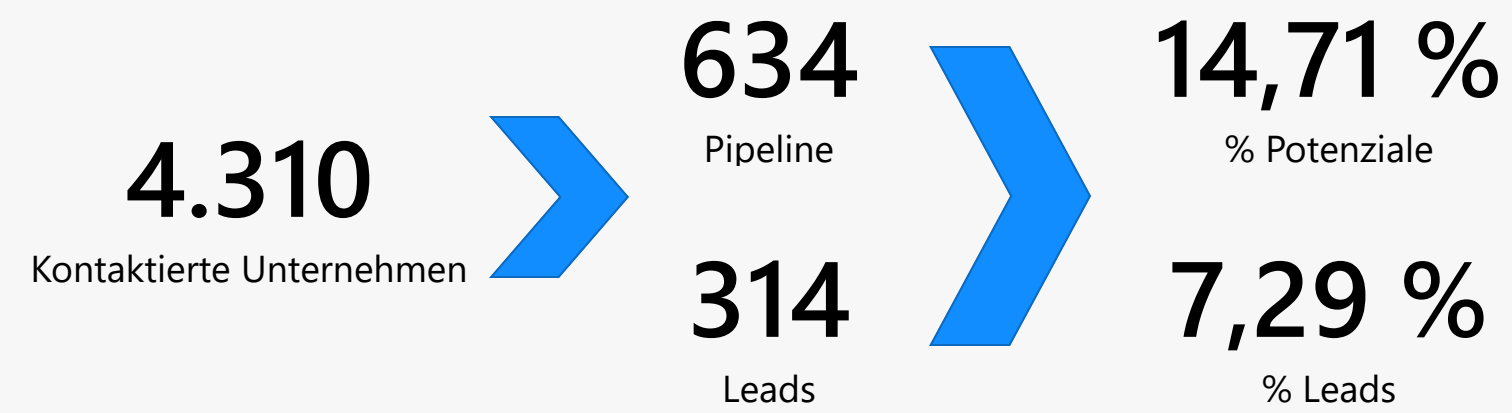 4.310
Kontaktierte Unternehmen
634
Pipeline
314
Leads
14,71 %
% Potenziale
7,29 %
% Leads